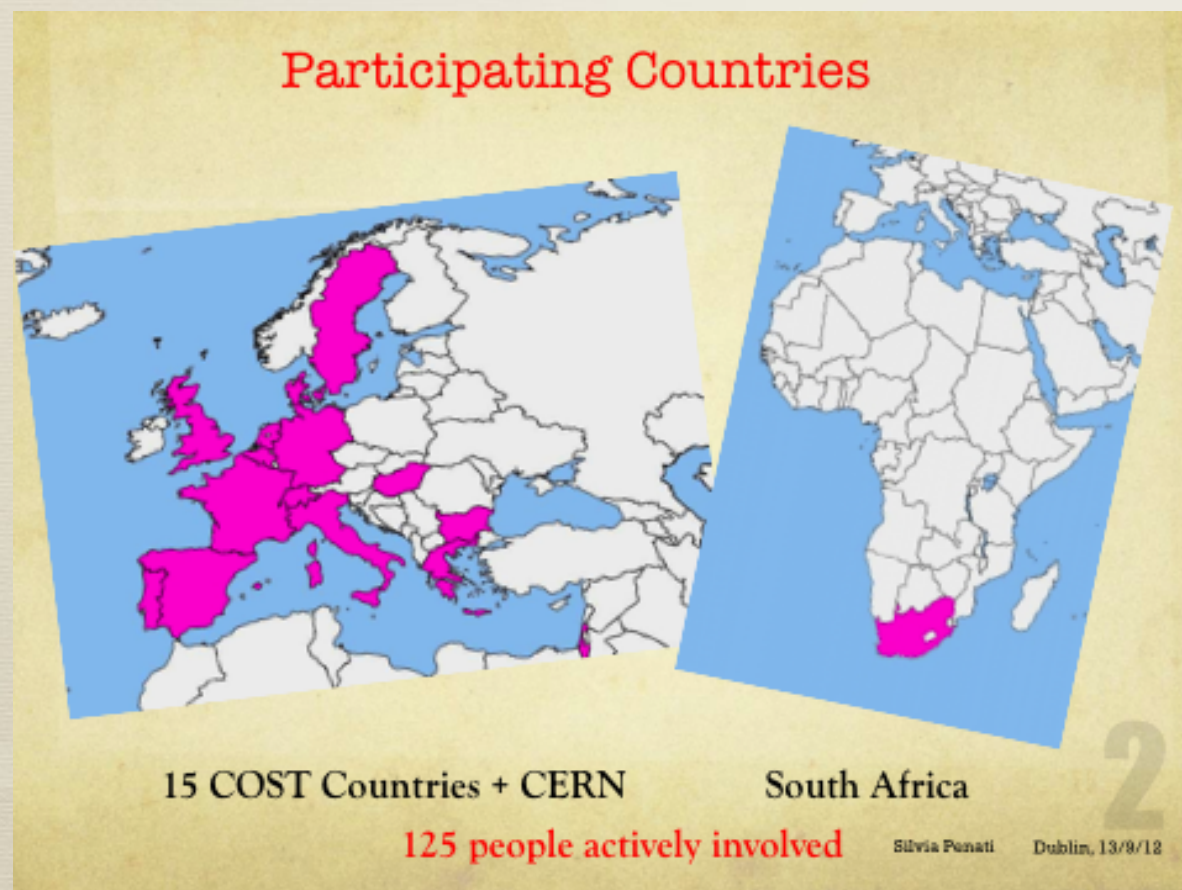 Participating Countries
15 COST Countries + CERN
South Africa
125 people actively involved
Silvia Penati
Dublin, 13/9/12
2